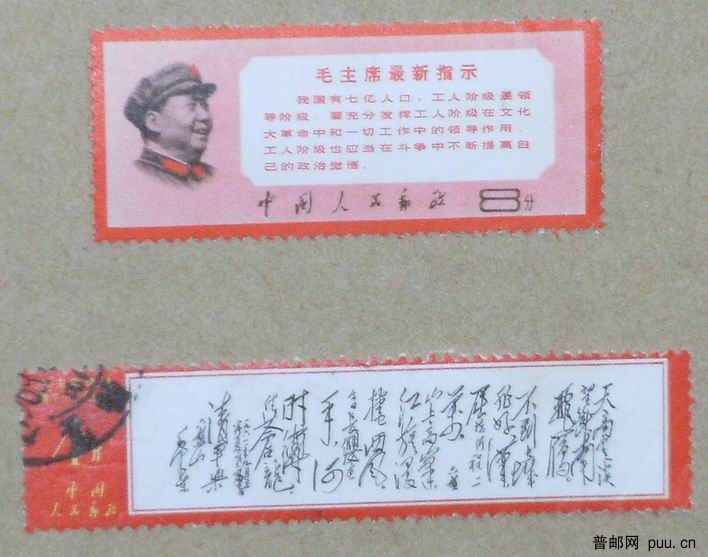 毛主席最新指示
我国有七亿人口，工人阶级是领
导阶级 要充分发挥工人阶级在文化
大革命中和一切工作中的领导作用。
工人阶级也应当在斗争中不断提高自
己的政治觉悟。
中国人民邮政 8分
天高云淡
望断南
飞雁
不到长
城非好汉
屈指行程二
万 六盘
山上高峰
红旗漫
卷西风
今日长缨在
手何
时缚
住苍龙
清平乐
毛泽东
中国
人民邮政
普邮网 puu.cn